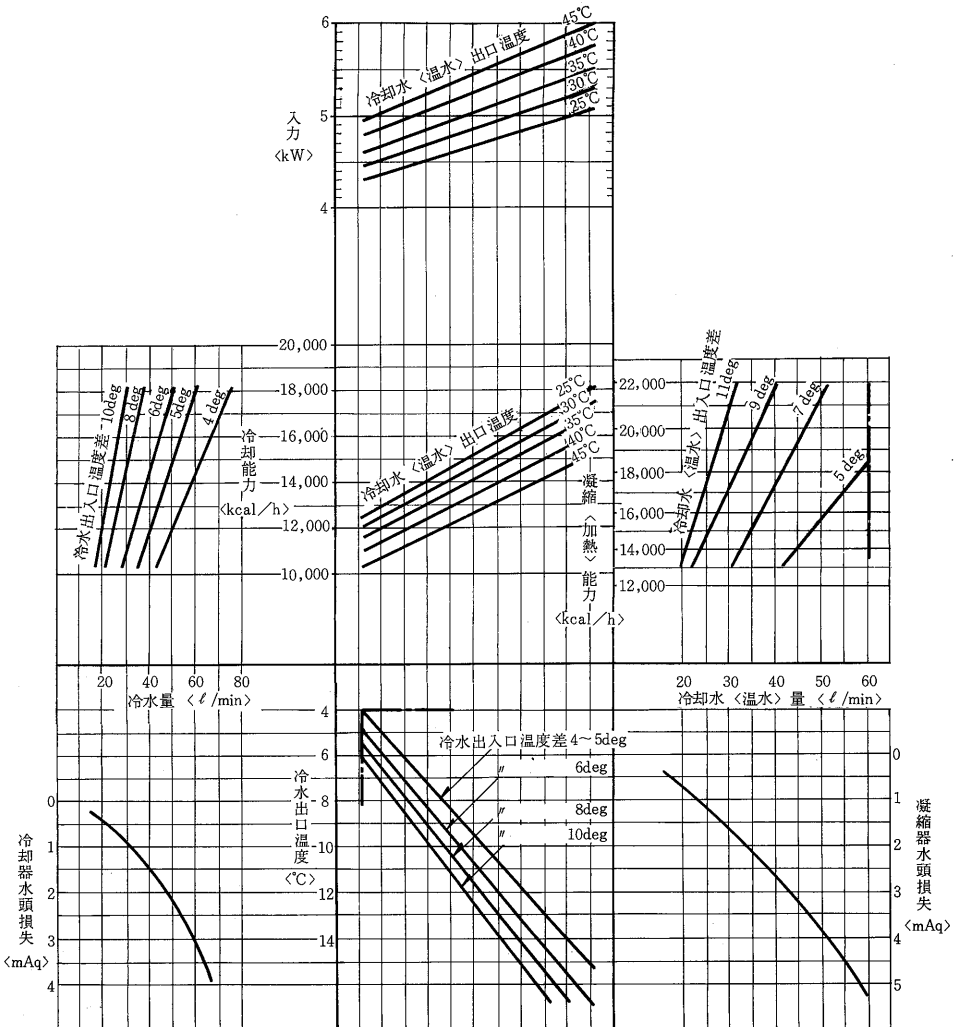 6
5
4
入力
〈kW〉
冷却水〈温水〉出口温度
45℃
40℃
35℃
30℃
25℃
20,000
18,000
16,000
14,000
12,000
10,000
冷却能力
〈kcal/h〉
冷水出入口温度差
10deg
8deg
6deg
5deg
4deg
20 40 60 80
冷水量〈ℓ/min〉
冷却水〈温水〉出口温度
25℃
30℃
35℃
40℃
45℃
凝縮〈加熱〉能力
〈kcal/h〉
22,000
20,000
18,000
16,000
14,000
12,000
冷却水〈温水〉出入口温度差
11deg
9deg
7deg
5deg
20 30 40 50 60
冷却水〈温水〉量〈ℓ/min〉
0
1
2
3
4
冷却器水頭損失
〈mAq〉
4
6
8
10
12
14
冷水出口温度
〈℃〉
冷水出入口温度差4~5deg
〃 6deg
〃 8deg
〃 10deg
0
1
2
3
4
5
凝縮器水頭損失
〈mAq〉